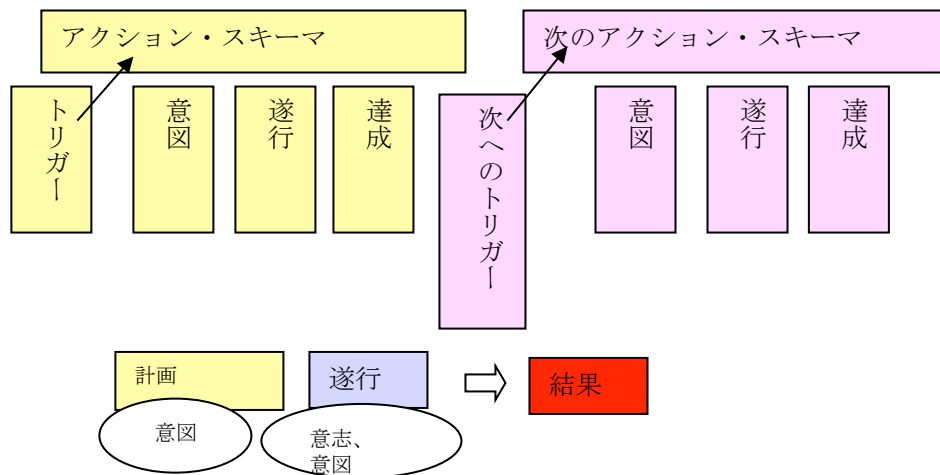 アクション・スキーマ
次のアクション・スキーマ
トリガー
意図
遂行
達成
次へのトリガー
意図
遂行
達成
計画
遂行
結果
意図
意志、
意図